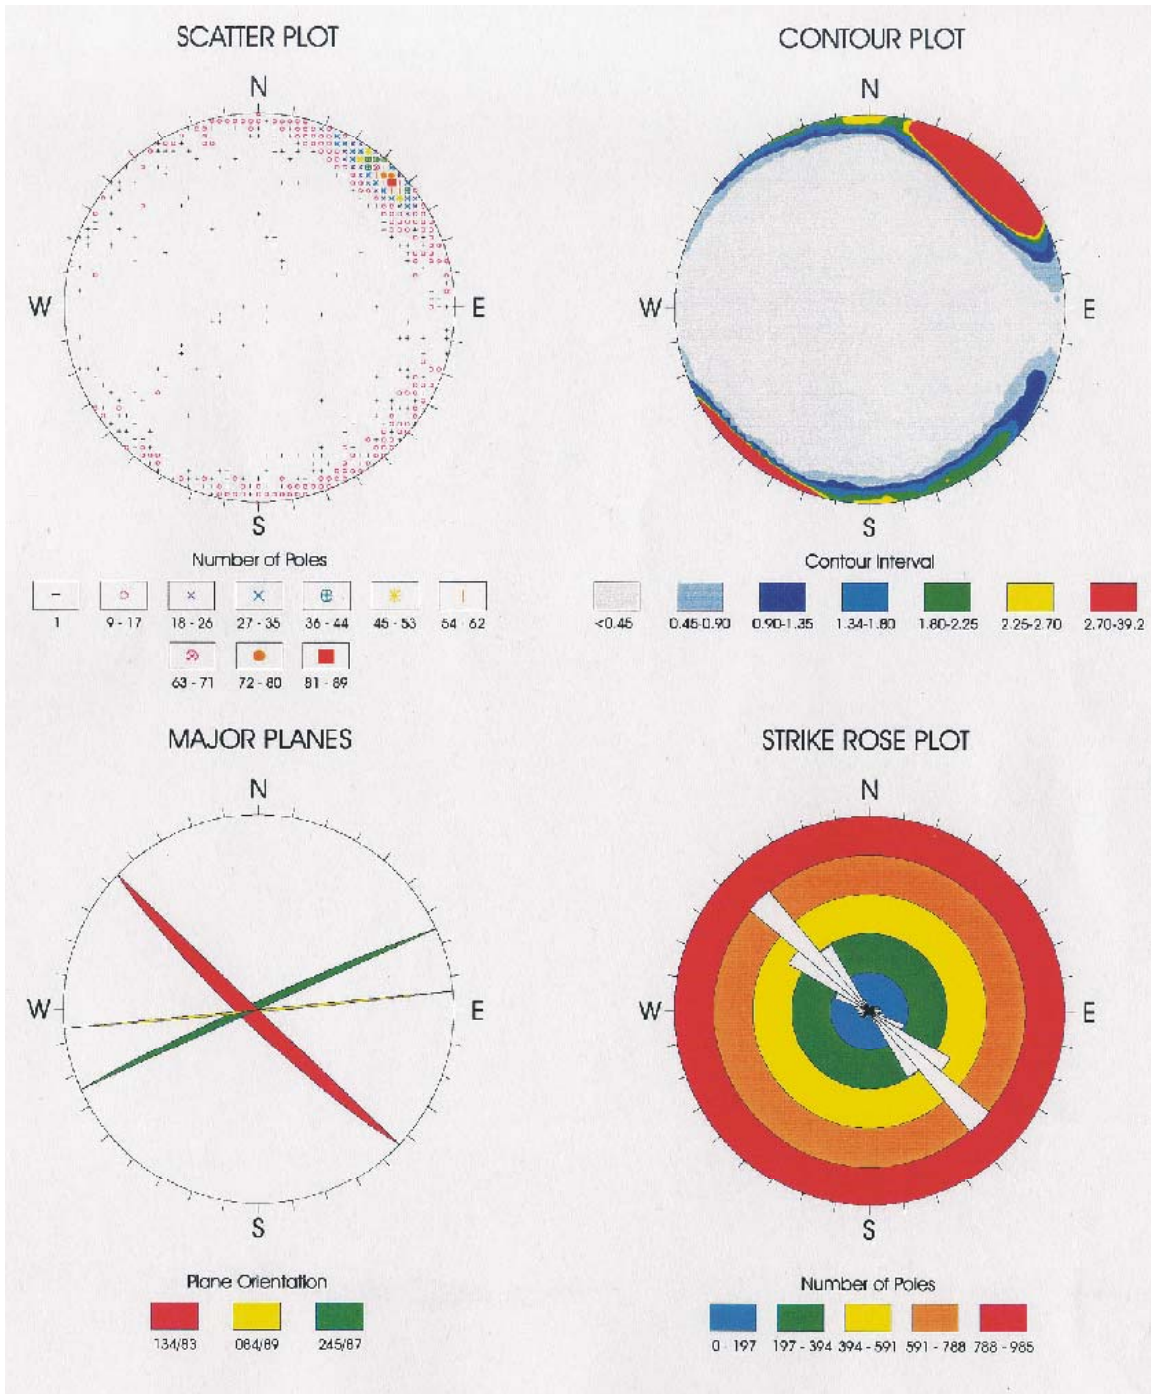 SCATTER PLOT
N
W
E
S
Number of Poles
1
9 - 17
18 - 26
27 - 35
36 - 44
45 - 53
54 - 62
63 - 71
72 - 80
81 - 89
CONTOUR PLOT
N
W
E
S
Contour Interval
<0.45
0.45-0.90
0.90-1.35
1.34-1.80
1.80-2.25
2.25-2.70
2.70-39.2
MAJOR PLANES
N
W
E
S
Plane Orientation
134/83
084/89
245/87
STRIKE ROSE PLOT
N
W
E
S
Number of Poles
0 - 197
197 - 394
394 - 591
591 - 788
788 - 985